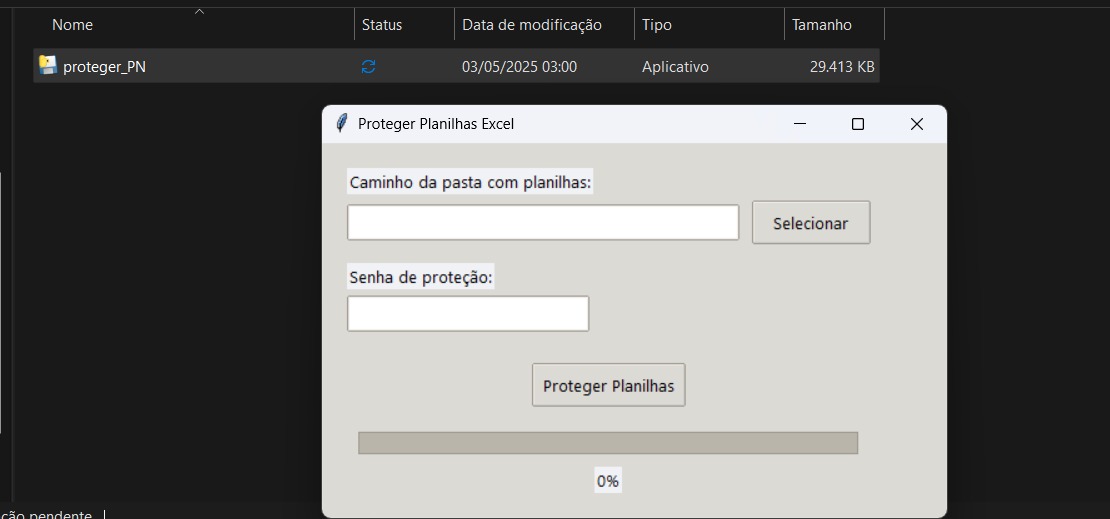 Nome Status Data de modificação Tipo Tamanho
proteger_PN 03/05/2025 03:00 Aplicativo 29.413 KB
Proteger Planilhas Excel
Caminho da pasta com planilhas:
Selecionar
Senha de proteção:
Proteger Planilhas
0%
ção pendente